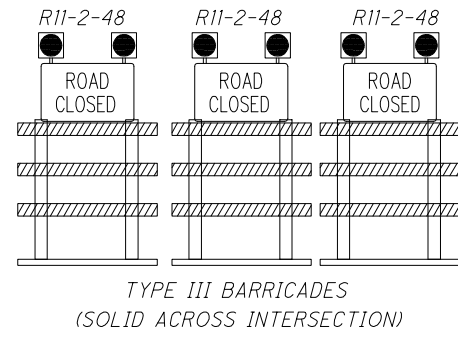 R11-2-48 R11-2-48 R11-2-48
ROAD CLOSED
ROAD CLOSED
ROAD CLOSED
TYPE III BARRICADES
(SOLID ACROSS INTERSECTION)